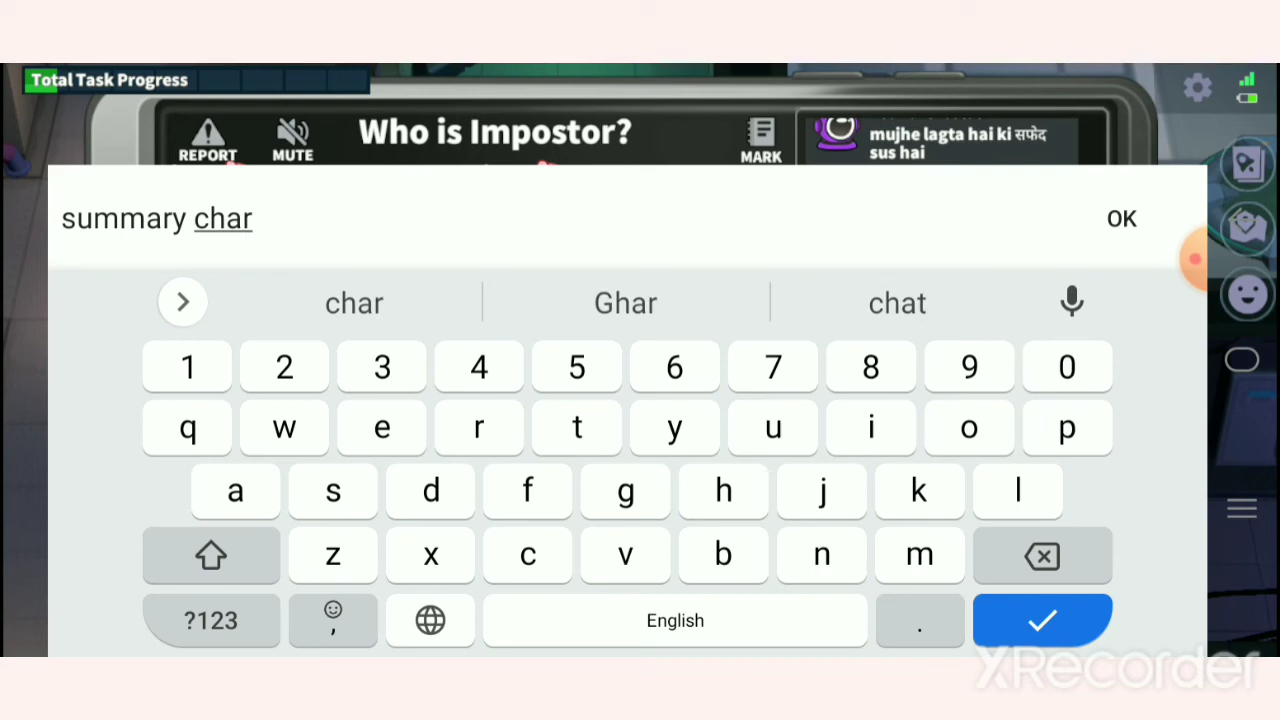 Total Task Progress
REPORT
MUTE
Who is Impostor?
MARK
mujhe lagta hai ki सफेद
sus hai
summary char
OK
char Ghar chat
1 2 3 4 5 6 7 8 9 0
q w e r t y u i o p
a s d f g h j k l
z x c v b n m
?123 , English .
XRecorder